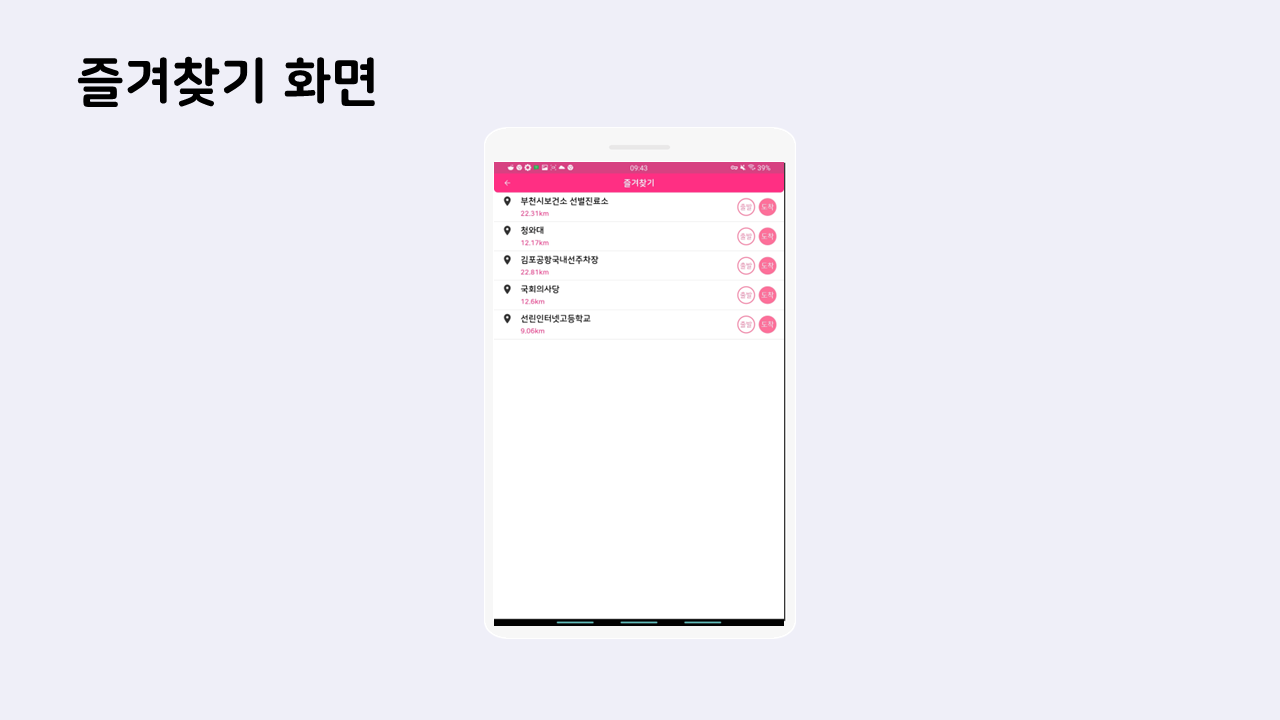 즐겨찾기 화면
09:43
39%
즐겨찾기
부천시보건소 선별진료소
22.31km
출발 도착
청와대
12.17km
출발 도착
김포공항국내선주차장
22.81km
출발 도착
국회의사당
12.6km
출발 도착
선린인터넷고등학교
9.06km
출발 도착